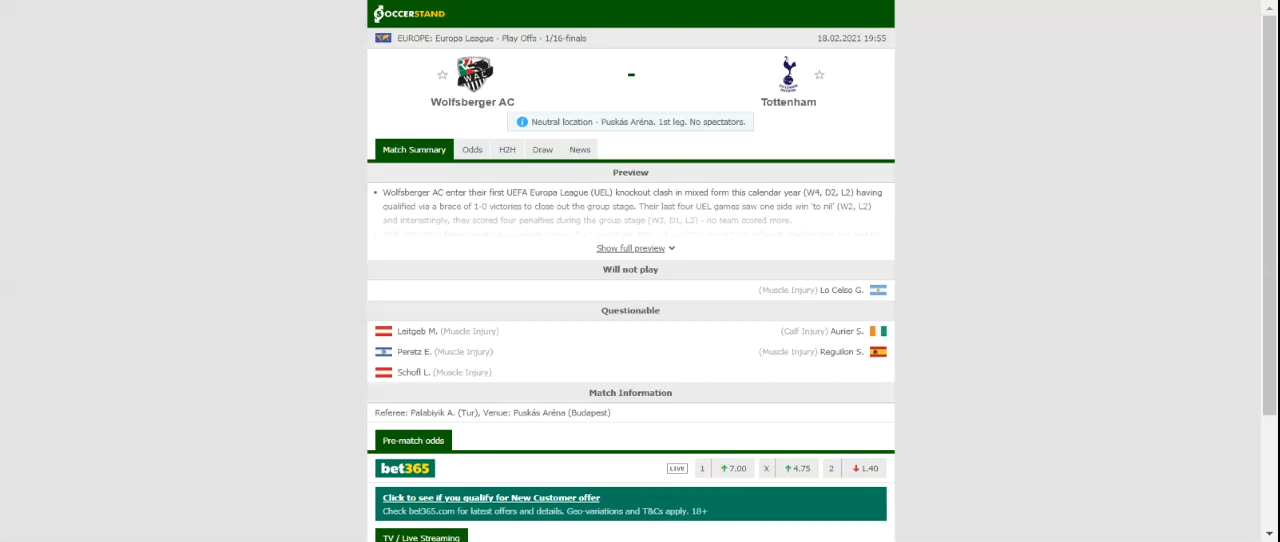 SOCCERSTAND
EUROPE: Europa League - Play Offs - 1/16-finals 18.02.2021 19:55
WAC
-
Wolfsberger AC Tottenham
Neutral location - Puskás Aréna. 1st leg. No spectators.
Match Summary Odds H2H Draw News
Preview
Wolfsberger AC enter their first UEFA Europa League (UEL) knockout clash in mixed form this calendar year (W4, D2, L2) having
qualified via a brace of 1-0 victories to close out the group stage. Their last four UEL games saw one side win 'to nil' (W2, L2)
and interestingly, they scored four penalties during the group stage (W3, D1, L2) - no team scored more.
Show full preview
Will not play
(Muscle Injury) Lo Celso G.
Questionable
Leitgeb M. (Muscle Injury) (Calf Injury) Aurier S.
Peretz E. (Muscle Injury) (Muscle Injury) Reguilon S.
Schofl L. (Muscle Injury)
Match Information
Referee: Palabiyik A. (Tur), Venue: Puskás Aréna (Budapest)
Pre-match odds
bet365 LIVE 1 7.00 X 4.75 2 1.40
Click to see if you qualify for New Customer offer
Check bet365.com for latest offers and details. Geo-variations and T&Cs apply. 18+
TV / Live Streaming